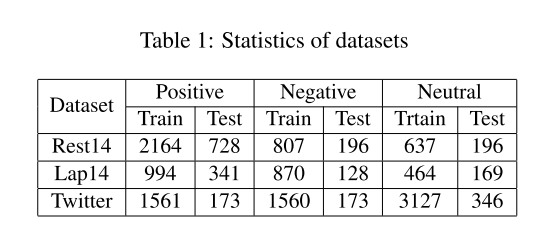 Table 1: Statistics of datasets
Dataset Positive Negative Neutral
Train Test Train Test Trtain Test
Rest14 2164 728 807 196 637 196
Lap14 994 341 870 128 464 169
Twitter 1561 173 1560 173 3127 346